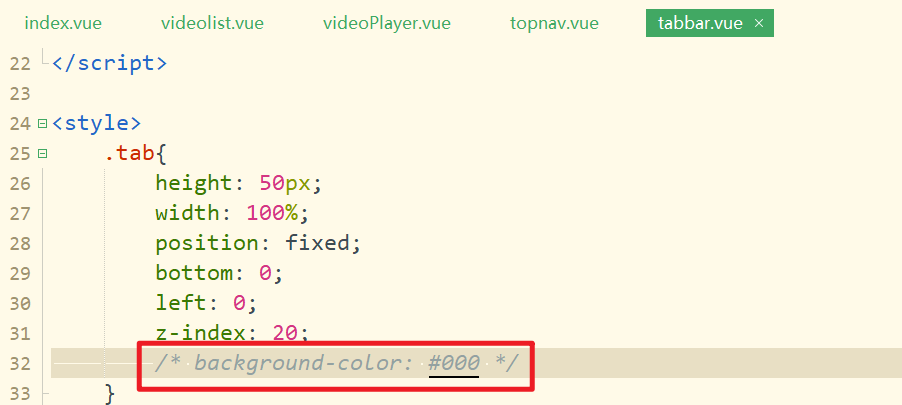 index.vue videolist.vue videoPlayer.vue topnav.vue tabbar.vue ×
22 </script>
23
24 <style>
25 .tab{
26 height: 50px;
27 width: 100%;
28 position: fixed;
29 bottom: 0;
30 left: 0;
31 z-index: 20;
32 /* background-color: #000 */
33 }